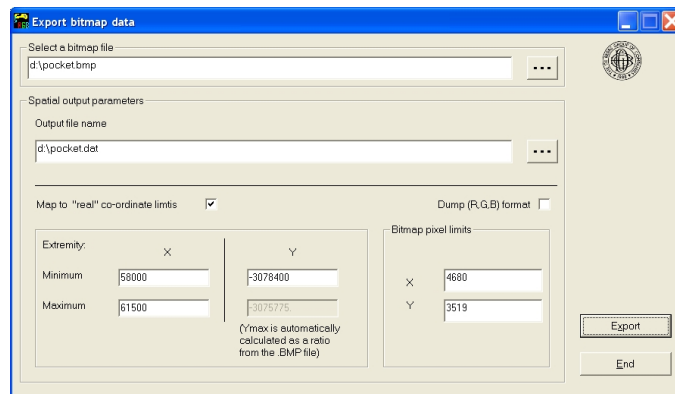 Export bitmap data
Select a bitmap file
d:\pocket.bmp
...
Spatial output parameters
Output file name
d:\pocket.dat
...
Map to "real" co-ordinate limtis
Dump (R,G,B) format
Extremity:
X
Y
Minimum
58000
-3078400
Maximum
61500
-3075775.
(Ymax is automatically
calculated as a ratio
from the .BMP file)
Bitmap pixel limits
X
4680
Y
3519
Export
End